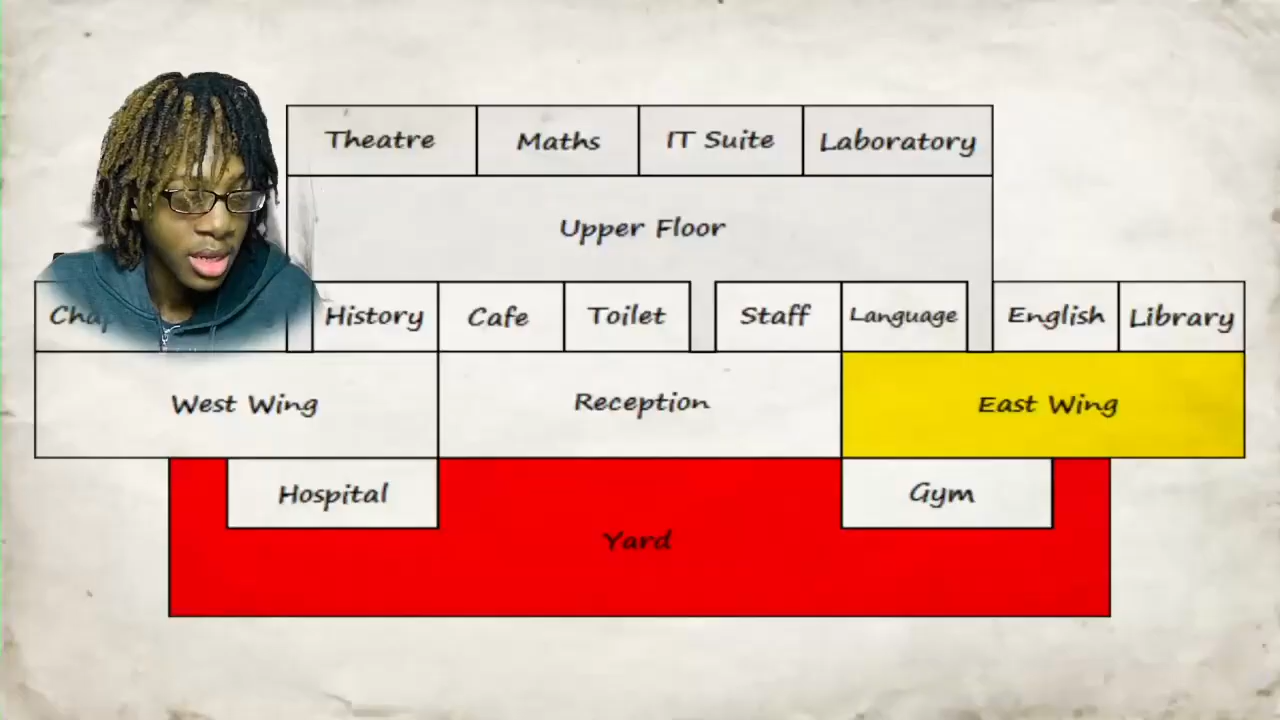 Theatre Maths IT Suite Laboratory
Upper Floor
History Cafe Toilet Staff Language English Library
West Wing Reception East Wing
Hospital Gym
Yard